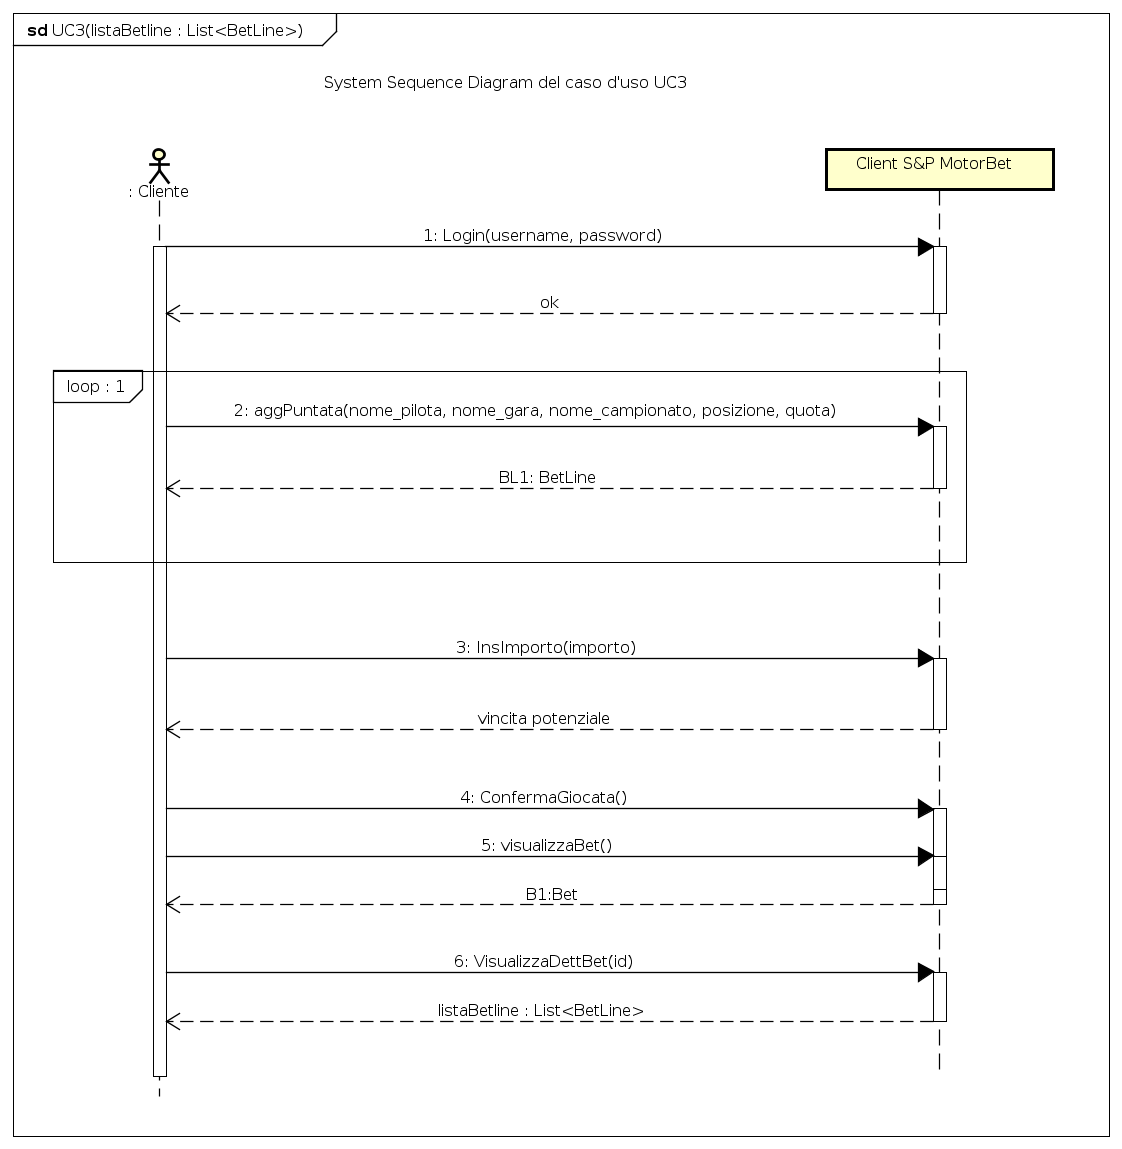 sd UC3(listaBetline : List<BetLine>)
System Sequence Diagram del caso d'uso UC3
: Cliente
Client S&P MotorBet
1: Login(username, password)
ok
loop : 1
2: aggPuntata(nome_pilota, nome_gara, nome_campionato, posizione, quota)
BL1: BetLine
3: InsImporto(importo)
vincita potenziale
4: ConfermaGiocata()
5: visualizzaBet()
B1:Bet
6: VisualizzaDettBet(id)
listaBetline : List<BetLine>